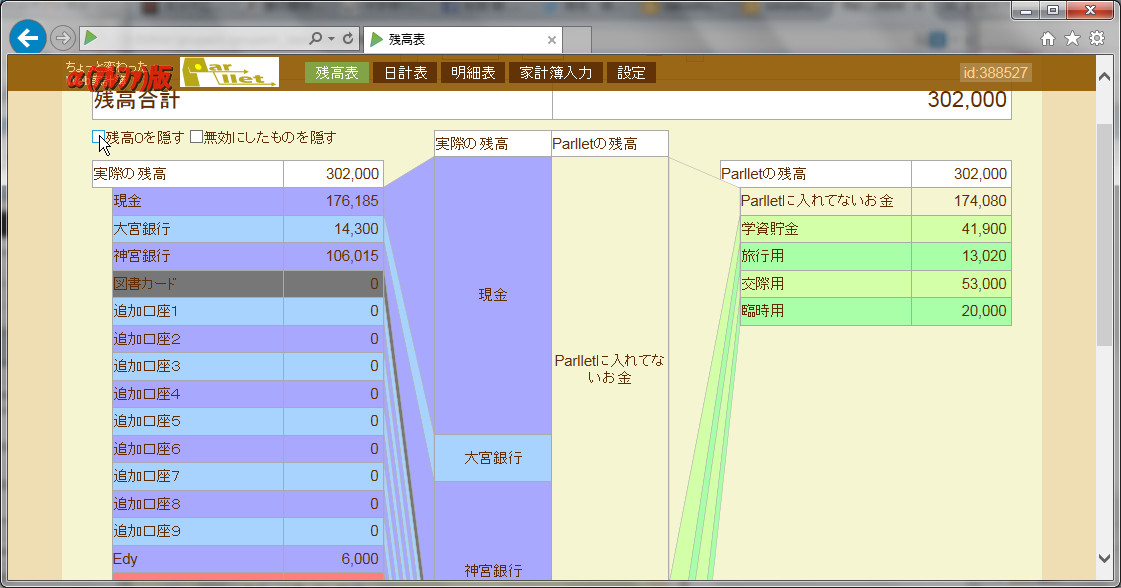 残高表
ちょっと変わった
α(アルファ)版
Parllet
残高表 日計表 明細表 家計簿入力 設定 id:388527
残高合計 302,000
残高0を隠す 無効にしたものを隠す
実際の残高 Parlletの残高
実際の残高 302,000
現金 176,185
大宮銀行 14,300
神宮銀行 106,015
図書カード 0
追加口座1 0
追加口座2 0
追加口座3 0
追加口座4 0
追加口座5 0
追加口座6 0
追加口座7 0
追加口座8 0
追加口座9 0
Edy 6,000
現金
大宮銀行
神宮銀行
Parlletに入れてな
いお金
Parlletの残高 302,000
Parlletに入れてないお金 174,080
学資貯金 41,900
旅行用 13,020
交際用 53,000
臨時用 20,000